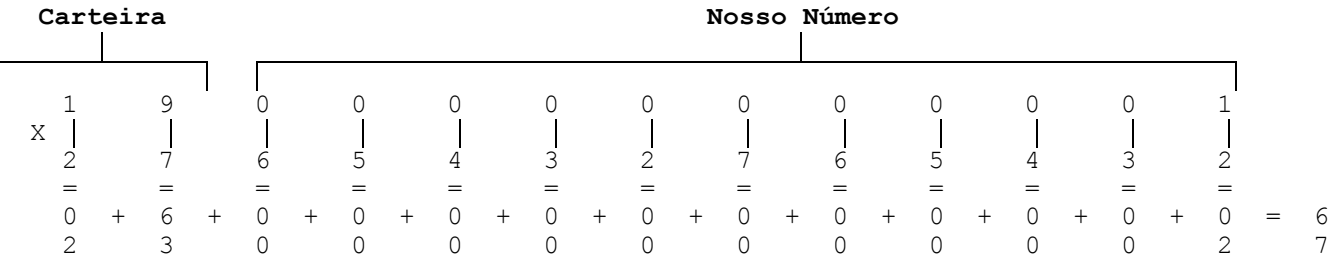 Carteira Nosso Número
1 9 0 0 0 0 0 0 0 0 0 0 1
X
2 7 6 5 4 3 2 7 6 5 4 3 2
= = = = = = = = = = = = =
0 + 6 + 0 + 0 + 0 + 0 + 0 + 0 + 0 + 0 + 0 + 0 + 0 = 6
2 3 0 0 0 0 0 0 0 0 0 0 2 7